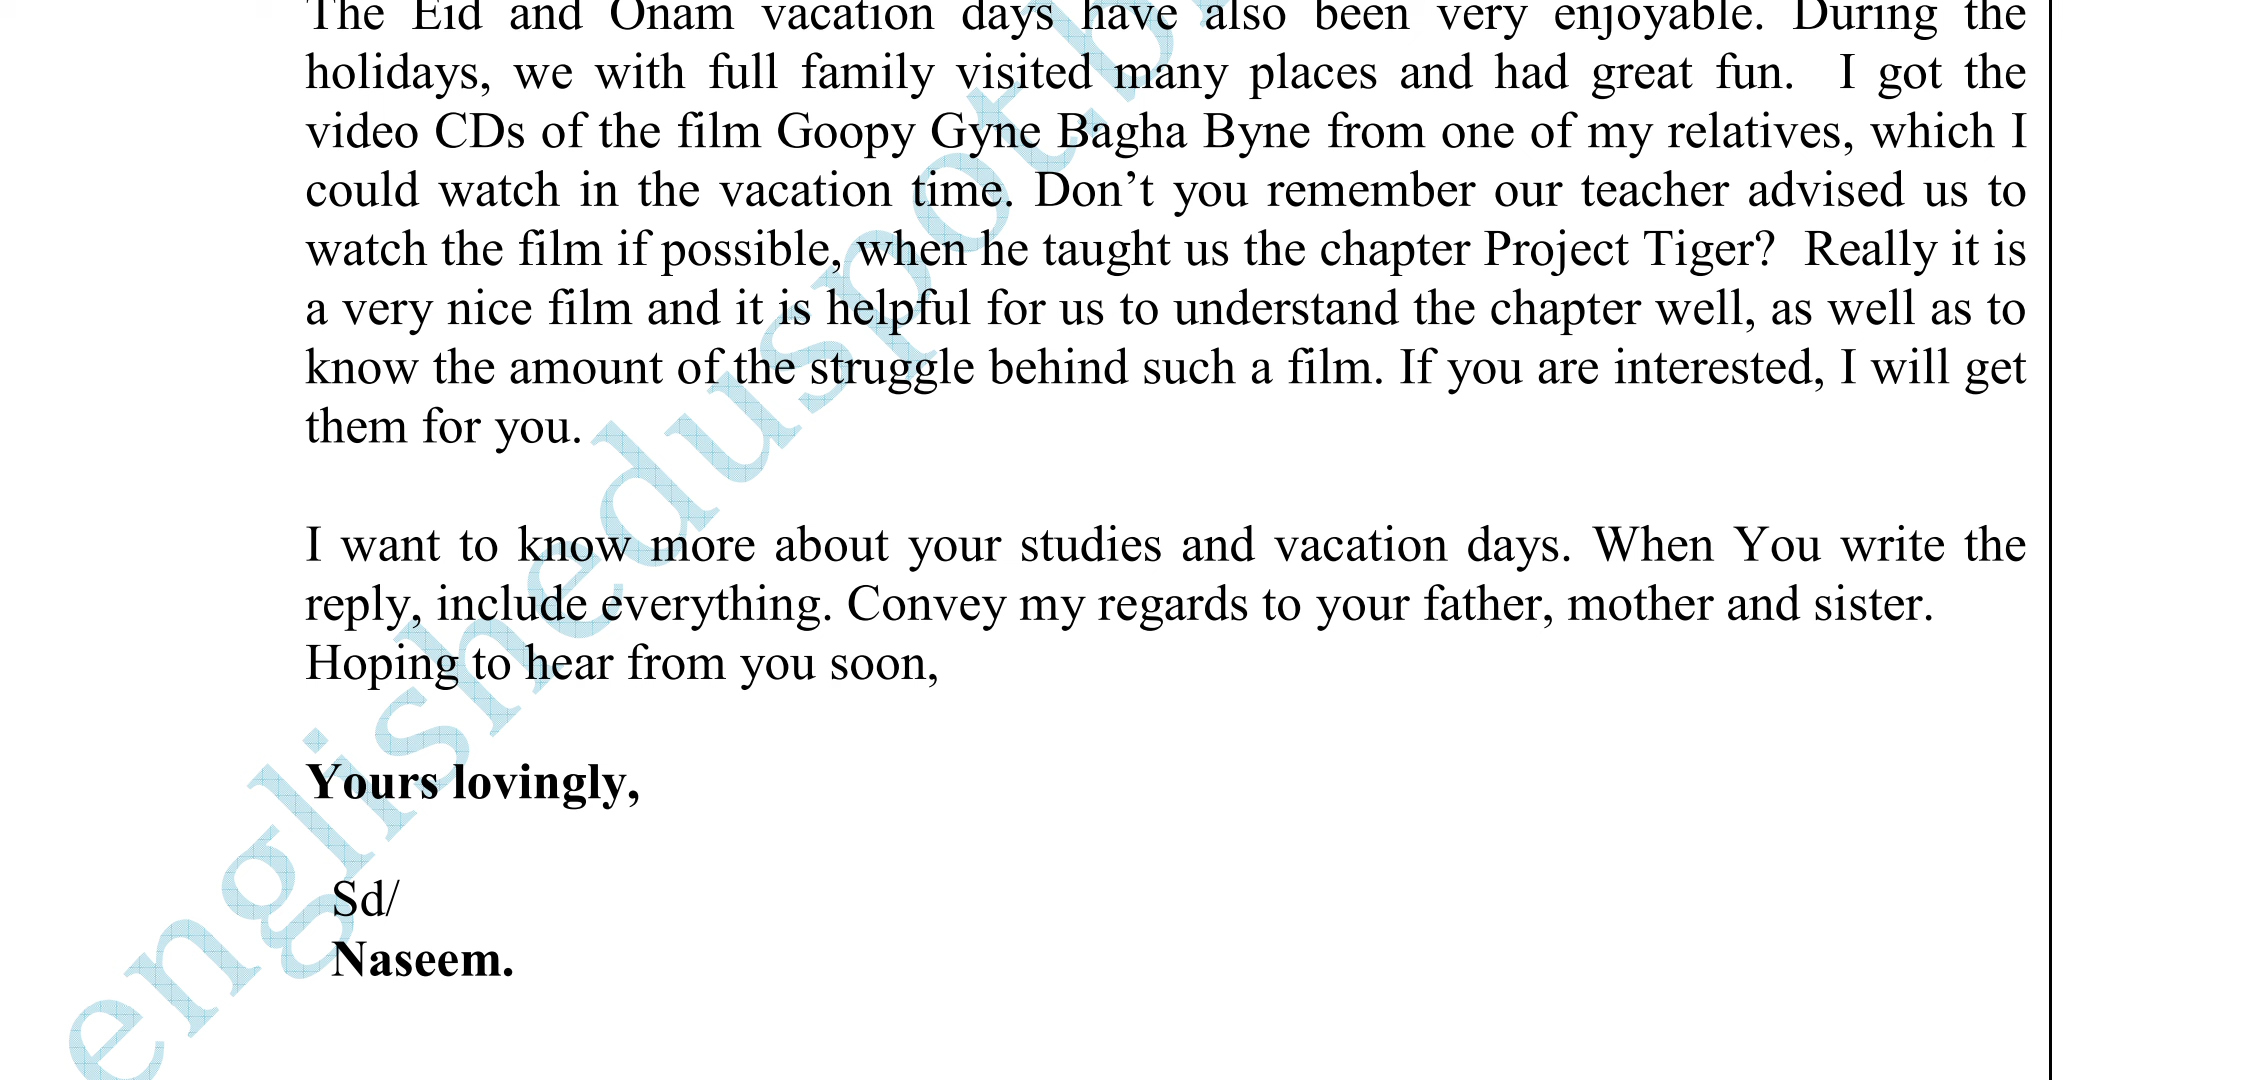 The Eid and Onam vacation days have also been very enjoyable. During the
holidays, we with full family visited many places and had great fun.  I got the
video CDs of the film Goopy Gyne Bagha Byne from one of my relatives, which I
could watch in the vacation time. Don’t you remember our teacher advised us to
watch the film if possible, when he taught us the chapter Project Tiger?  Really it is
a very nice film and it is helpful for us to understand the chapter well, as well as to
know the amount of the struggle behind such a film. If you are interested, I will get
them for you.
I want to know more about your studies and vacation days. When You write the
reply, include everything. Convey my regards to your father, mother and sister.
Hoping to hear from you soon,
Yours lovingly,
Sd/
Naseem.
englisheduspot.b